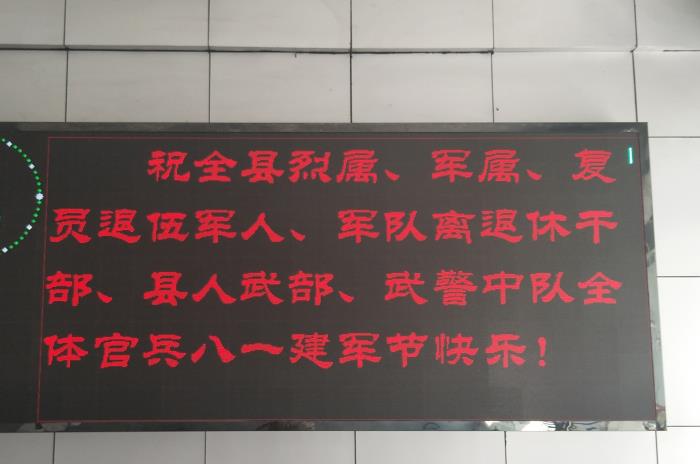 祝全县烈属、军属、复
员退伍军人、军队离退休干
部、县人武部、武警中队全
体官兵八一建军节快乐！